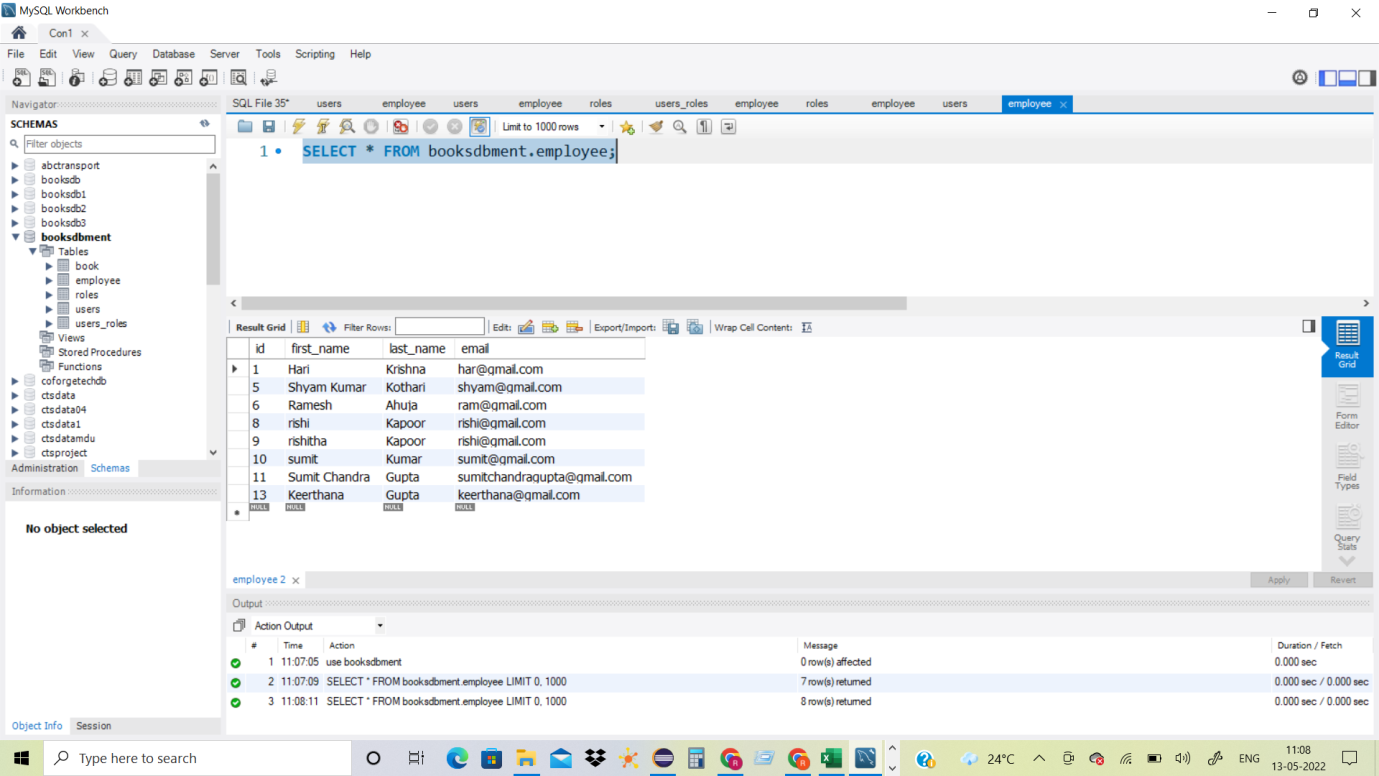 MySQL Workbench
Con1
File Edit View Query Database Server Tools Scripting Help
Navigator
SCHEMAS
Filter objects
abctransport
booksdb
booksdb1
booksdb2
booksdb3
booksdbment
Tables
book
employee
roles
users
users_roles
Views
Stored Procedures
Functions
coforgetechdb
ctsdata
ctsdata04
ctsdata1
ctsdatamdu
ctsproject
Administration Schemas
Information
No object selected
Object Info Session
SQL File 35* users employee users employee roles users_roles employee roles employee users employee
Limit to 1000 rows
1 SELECT * FROM booksdbment.employee;
Result Grid Filter Rows: Edit: Export/Import: Wrap Cell Content:
id first_name last_name email
1 Hari Krishna har@gmail.com
5 Shyam Kumar Kothari shyam@gmail.com
6 Ramesh Ahuja ram@gmail.com
8 rishi Kapoor rishi@gmail.com
9 rishitha Kapoor rishi@gmail.com
10 sumit Kumar sumit@gmail.com
11 Sumit Chandra Gupta sumitchandragupta@gmail.com
13 Keerthana Gupta keerthana@gmail.com
NULL NULL NULL NULL
Result
Grid
Form
Editor
Field
Types
Query
Stats
employee 2
Apply Revert
Output
Action Output
# Time Action Message Duration / Fetch
1 11:07:05 use booksdbment 0 row(s) affected 0.000 sec
2 11:07:09 SELECT * FROM booksdbment.employee LIMIT 0, 1000 7 row(s) returned 0.000 sec / 0.000 sec
3 11:08:11 SELECT * FROM booksdbment.employee LIMIT 0, 1000 8 row(s) returned 0.000 sec / 0.000 sec
Type here to search
24°C
ENG
11:08
13-05-2022